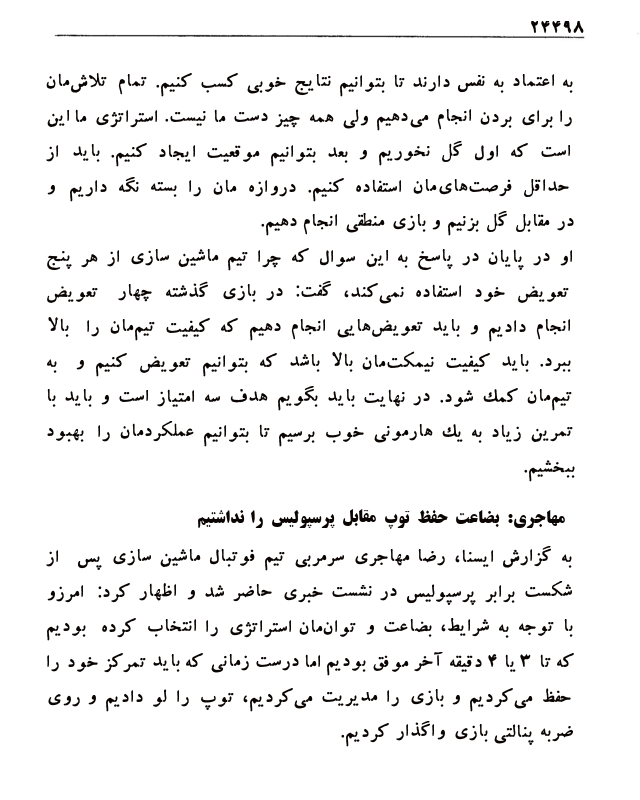 ۲۴۴۹۸
به اعتماد به نفس دارند تا بتوانیم نتایج خوبی کسب کنیم. تمام تلاش‌مان
را برای بردن انجام می‌دهیم ولی همه چیز دست ما نیست. استراتژی ما این
است که اول گل نخوریم و بعد بتوانیم موقعیت ایجاد کنیم. باید از
حداقل فرصت‌های‌مان استفاده کنیم. دروازه مان را بسته نگه داریم و
در مقابل گل بزنیم و بازی منطقی انجام دهیم.
او در پایان در پاسخ به این سوال که چرا تیم ماشین سازی از هر پنج
تعویض خود استفاده نمی‌کند، گفت: در بازی گذشته چهار تعویض
انجام دادیم و باید تعویض‌هایی انجام دهیم که کیفیت تیم‌مان را بالا
ببرد. باید کیفیت نیمکت‌مان بالا باشد که بتوانیم تعویض کنیم و به
تیم‌مان کمك شود. در نهایت باید بگویم هدف سه امتیاز است و باید با
تمرین زیاد به یك هارمونی خوب برسیم تا بتوانیم عملکردمان را بهبود
ببخشیم.
مهاجری: بضاعت حفظ توپ مقابل پرسپولیس را نداشتیم
به گزارش ایسنا، رضا مهاجری سرمربی تیم فوتبال ماشین سازی پس از
شکست برابر پرسپولیس در نشست خبری حاضر شد و اظهار کرد: امرزو
با توجه به شرایط، بضاعت و توان‌مان استراتژی را انتخاب کرده بودیم
که تا ۳ یا ۴ دقیقه آخر موفق بودیم اما درست زمانی که باید تمرکز خود را
حفظ می‌کردیم و بازی را مدیریت می‌کردیم، توپ را لو دادیم و روی
ضربه پنالتی بازی واگذار کردیم.